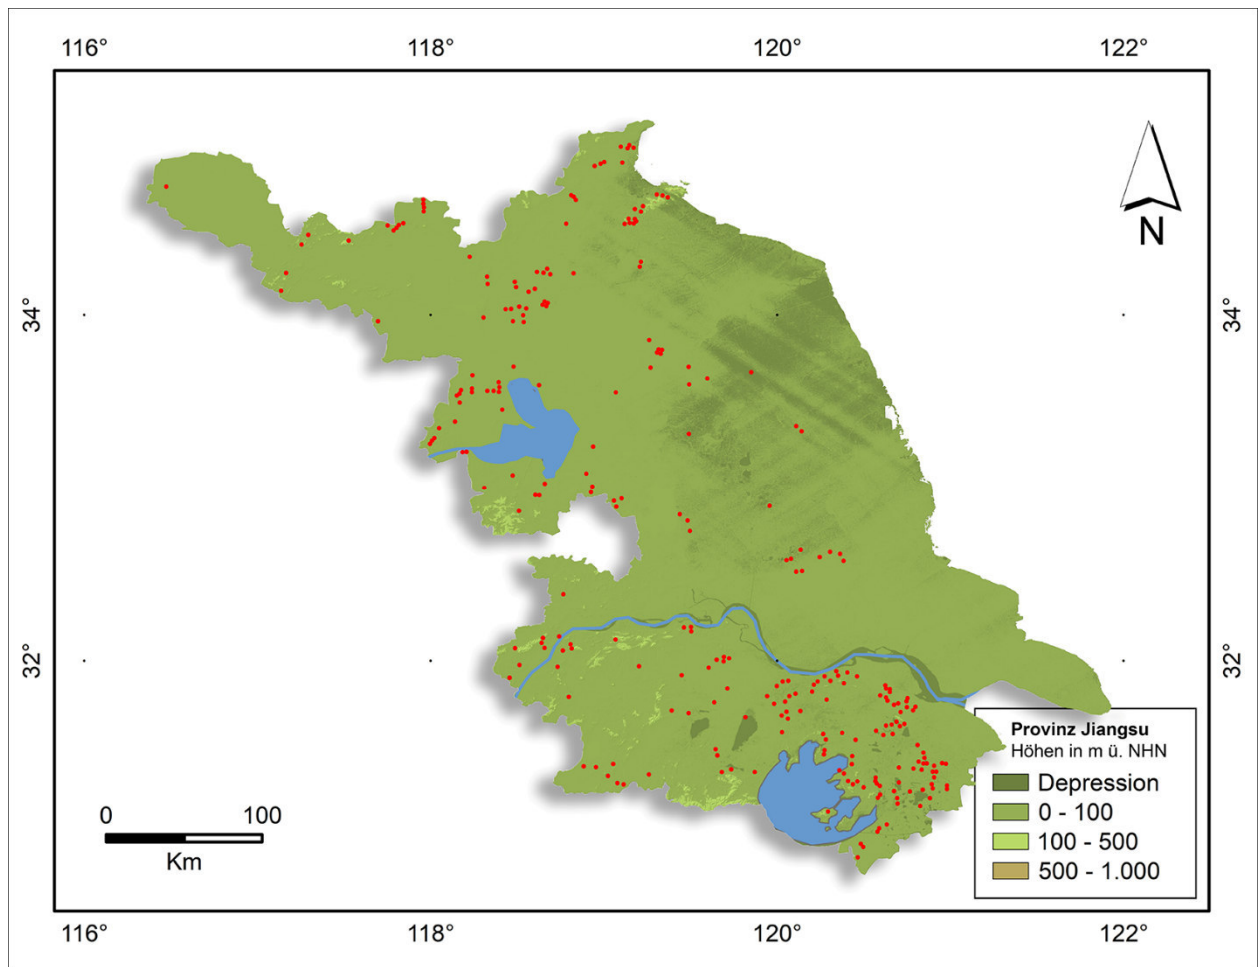 116° 118° 120° 122°
34° 34°
N
32° 32°
Provinz Jiangsu
Höhen in m ü. NHN
Depression
0 - 100
100 - 500
500 - 1.000
0 100
Km
116° 118° 120° 122°